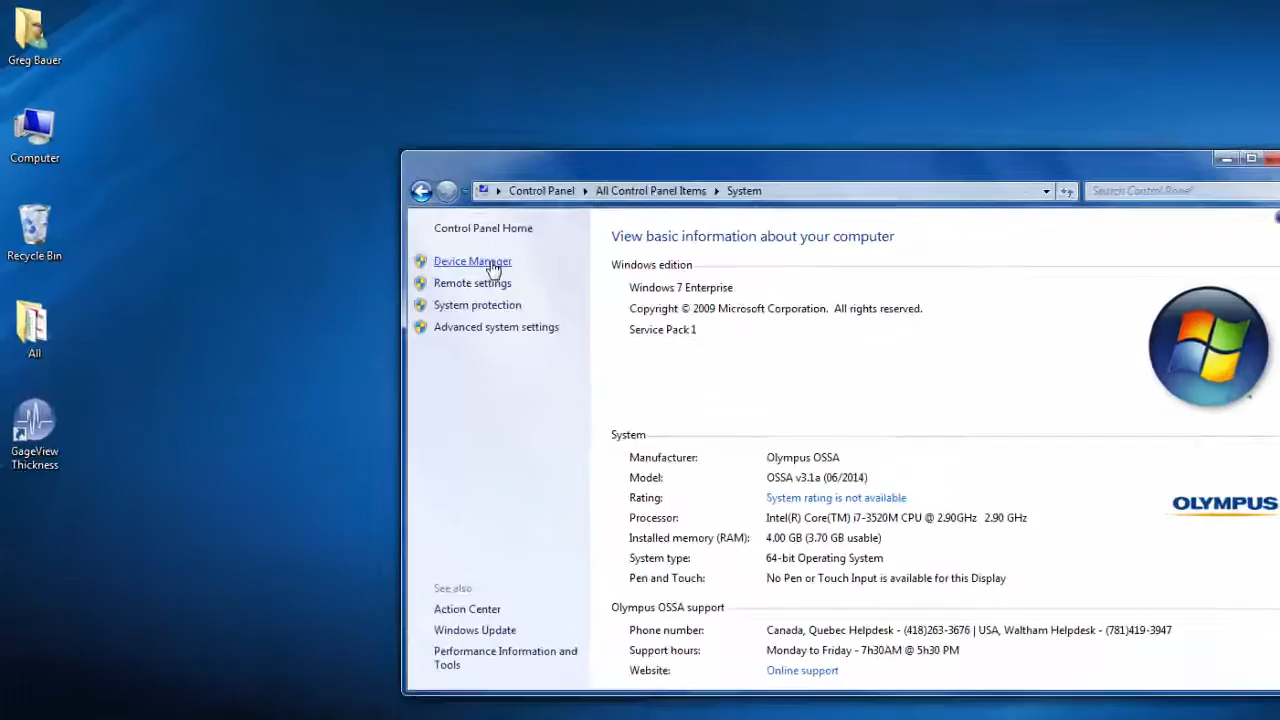 Greg Bauer
Computer
Recycle Bin
All
GageView
Thickness
Control Panel
All Control Panel Items
System
Search Control Panel
Control Panel Home
Device Manager
Remote settings
System protection
Advanced system settings
See also
Action Center
Windows Update
Performance Information and
Tools
View basic information about your computer
Windows edition
Windows 7 Enterprise
Copyright © 2009 Microsoft Corporation. All rights reserved.
Service Pack 1
System
Manufacturer: Olympus OSSA
Model: OSSA v3.1a (06/2014)
Rating: System rating is not available
Processor: Intel(R) Core(TM) i7-3520M CPU @ 2.90GHz 2.90 GHz
Installed memory (RAM): 4.00 GB (3.70 GB usable)
System type: 64-bit Operating System
Pen and Touch: No Pen or Touch Input is available for this Display
OLYMPUS
Olympus OSSA support
Phone number: Canada, Quebec Helpdesk - (418)263-3676 | USA, Waltham Helpdesk - (781)419-3947
Support hours: Monday to Friday - 7h30AM @ 5h30 PM
Website: Online support